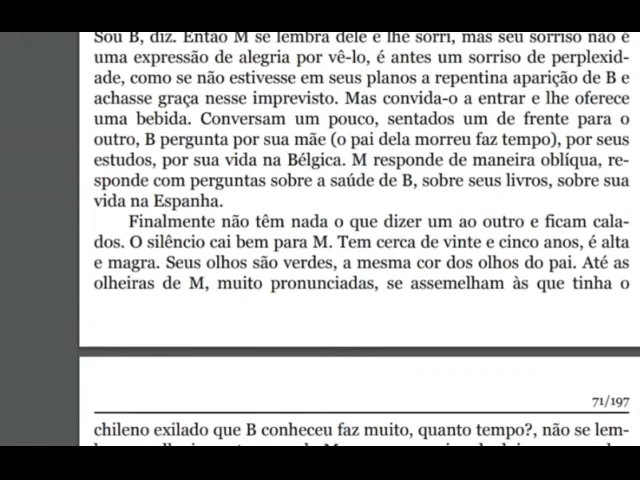 Sou B, diz. Então M se lembra dele e lhe sorri, mas seu sorriso não é
uma expressão de alegria por vê-lo, é antes um sorriso de perplexid-
ade, como se não estivesse em seus planos a repentina aparição de B e
achasse graça nesse imprevisto. Mas convida-o a entrar e lhe oferece
uma bebida. Conversam um pouco, sentados um de frente para o
outro, B pergunta por sua mãe (o pai dela morreu faz tempo), por seus
estudos, por sua vida na Bélgica. M responde de maneira oblíqua, re-
sponde com perguntas sobre a saúde de B, sobre seus livros, sobre sua
vida na Espanha.
Finalmente não têm nada o que dizer um ao outro e ficam cala-
dos. O silêncio cai bem para M. Tem cerca de vinte e cinco anos, é alta
e magra. Seus olhos são verdes, a mesma cor dos olhos do pai. Até as
olheiras de M, muito pronunciadas, se assemelham às que tinha o
71/197
chileno exilado que B conheceu faz muito, quanto tempo?, não se lem-